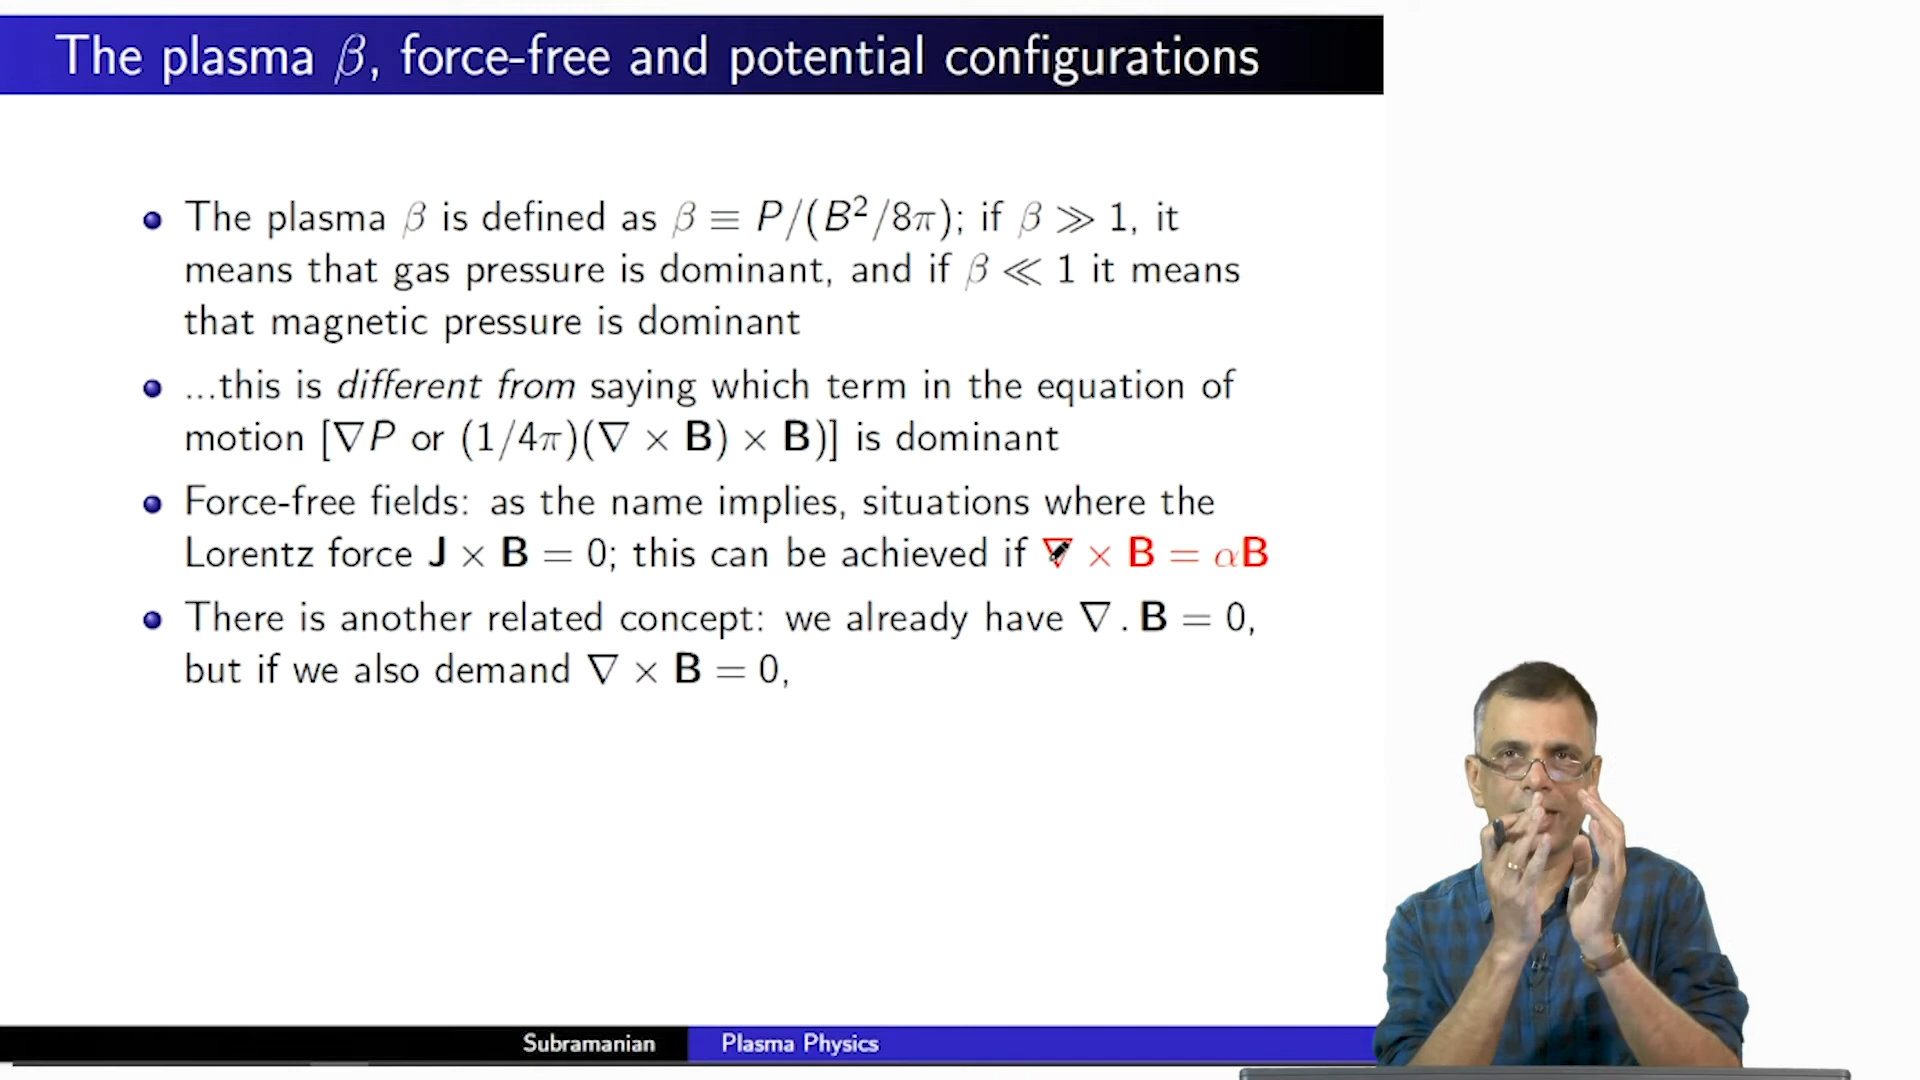 The plasma β, force-free and potential configurations
The plasma β is defined as β ≡ P/(B²/8π); if β ≫ 1, it
means that gas pressure is dominant, and if β ≪ 1 it means
that magnetic pressure is dominant
...this is different from saying which term in the equation of
motion [∇P or (1/4π)(∇ × B) × B)] is dominant
Force-free fields: as the name implies, situations where the
Lorentz force J × B = 0; this can be achieved if ∇ × B = αB
There is another related concept: we already have ∇ . B = 0,
but if we also demand ∇ × B = 0,
Subramanian
Plasma Physics